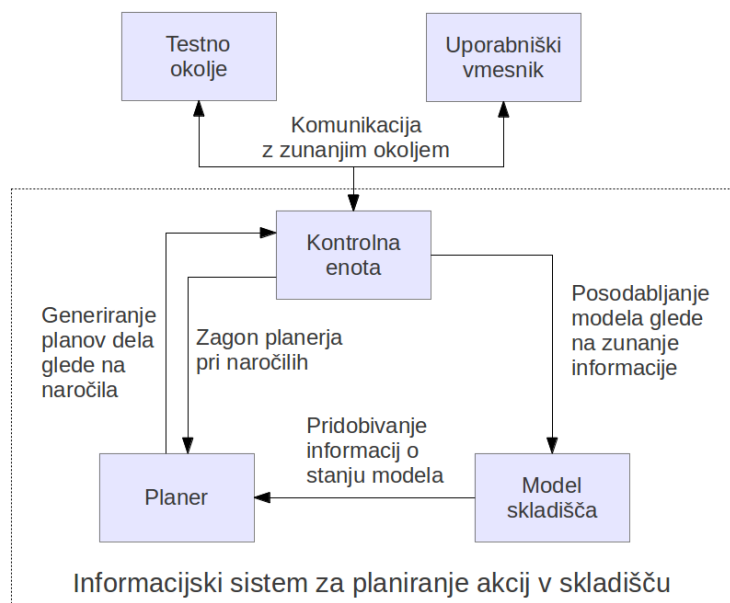 Testno
okolje
Uporabniški
vmesnik
Komunikacija
z zunanjim okoljem
Kontrolna
enota
Generiranje
planov dela
glede na
naročila
Zagon planerja
pri naročilih
Posodabljanje
modela glede
na zunanje
informacije
Pridobivanje
informacij o
stanju modela
Planer
Model
skladišča
Informacijski sistem za planiranje akcij v skladišču